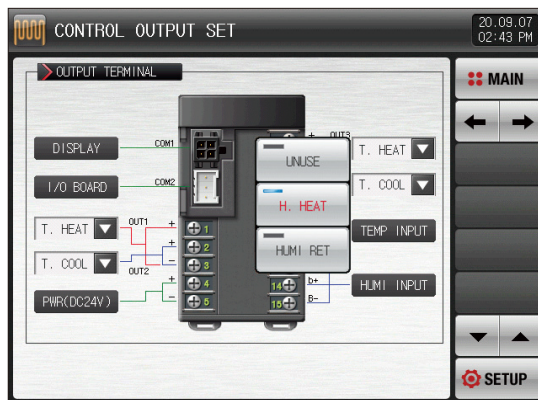 CONTROL OUTPUT SET
20.09.07
02:43 PM
OUTPUT TERMINAL
MAIN
DISPLAY
COM1
I/O BOARD
COM2
T. HEAT
OUT1
T. COOL
OUT2
PWR(DC24V)
+
1
+
2
-
3
+
4
-
5
UNUSE
H. HEAT
HUMI RET
+
OUT3
T. HEAT
T. COOL
TEMP INPUT
14
b+
HUMI INPUT
15
B-
SETUP